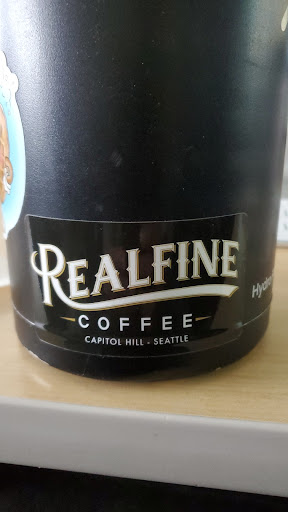 REALFINE
COFFEE
CAPITOL HILL - SEATTLE
Hydro